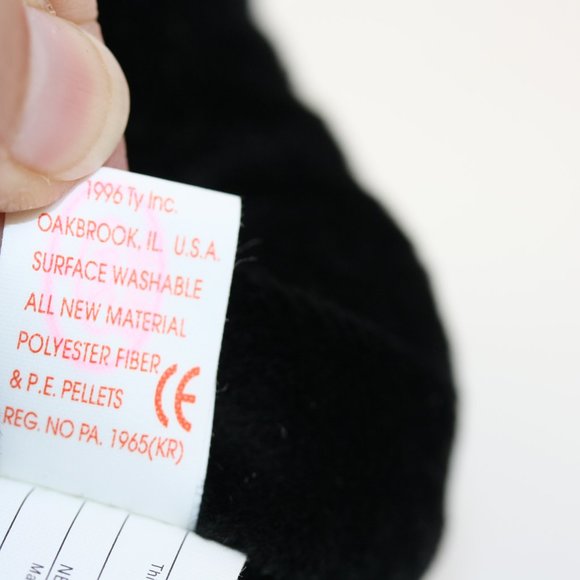 1996 Ty Inc.
OAKBROOK, IL. U.S.A.
SURFACE WASHABLE
ALL NEW MATERIAL
POLYESTER FIBER
& P.E. PELLETS
CE
REG. NO PA. 1965(KR)